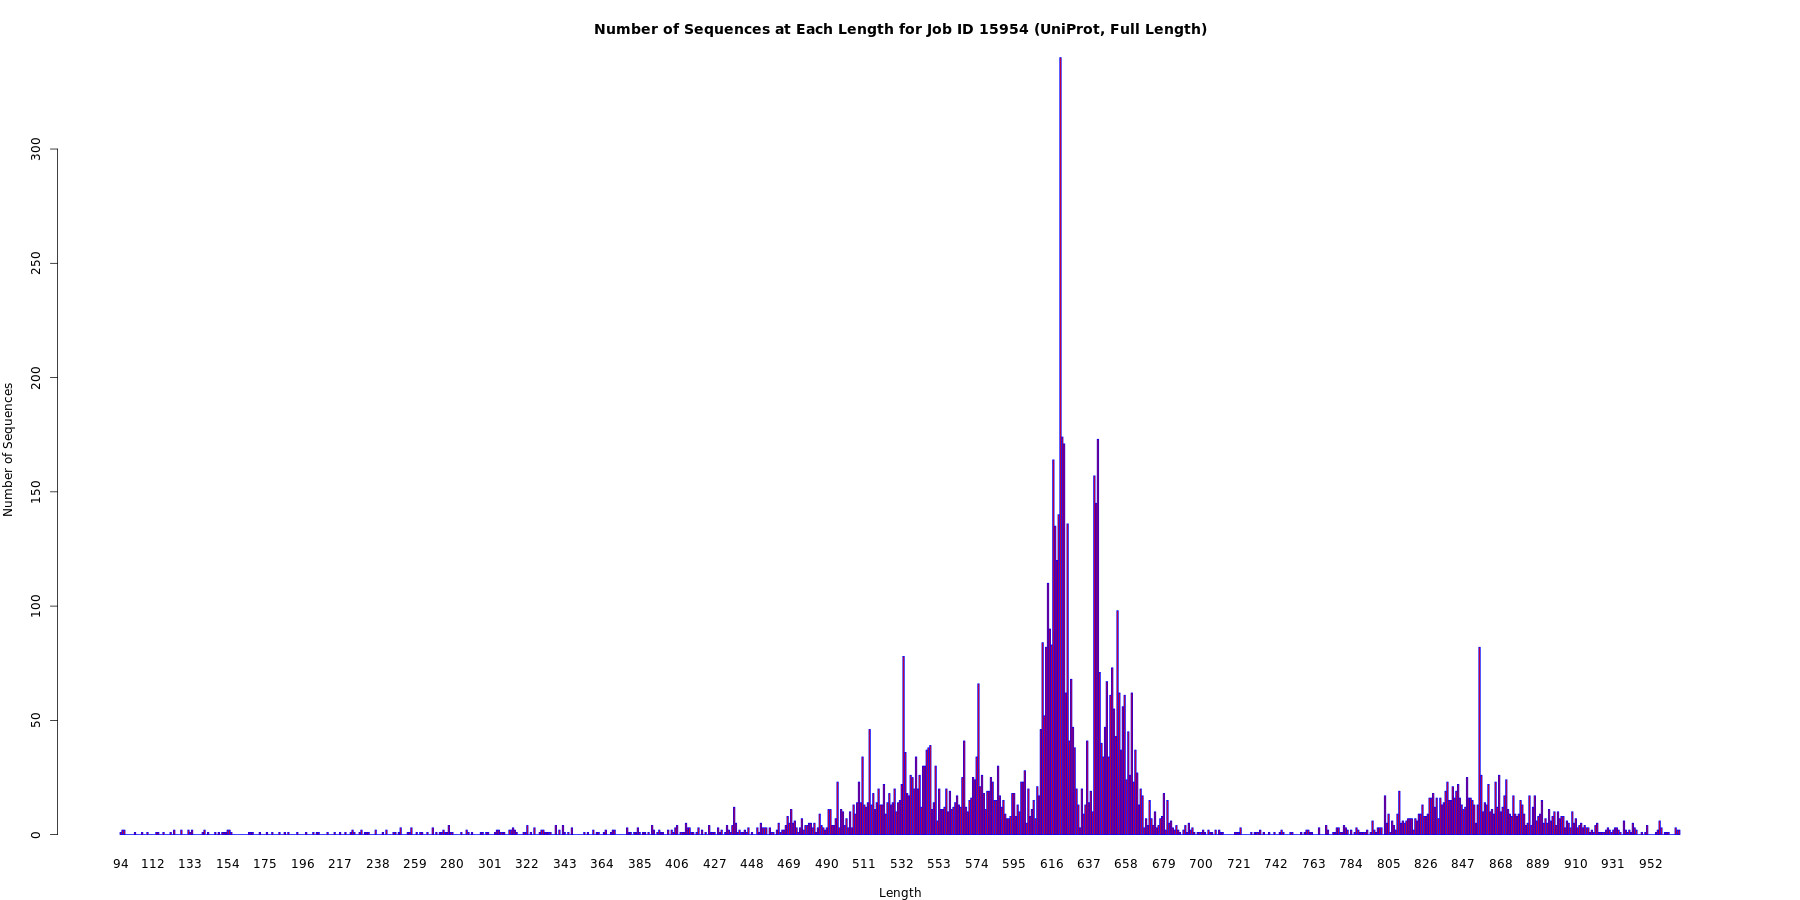 Number of Sequences at Each Length for Job ID 15954 (UniProt, Full Length)
300
250
200
150
100
50
0
Number of Sequences
94 112 133 154 175 196 217 238 259 280 301 322 343 364 385 406 427 448 469 490 511 532 553 574 595 616 637 658 679 700 721 742 763 784 805 826 847 868 889 910 931 952
Length